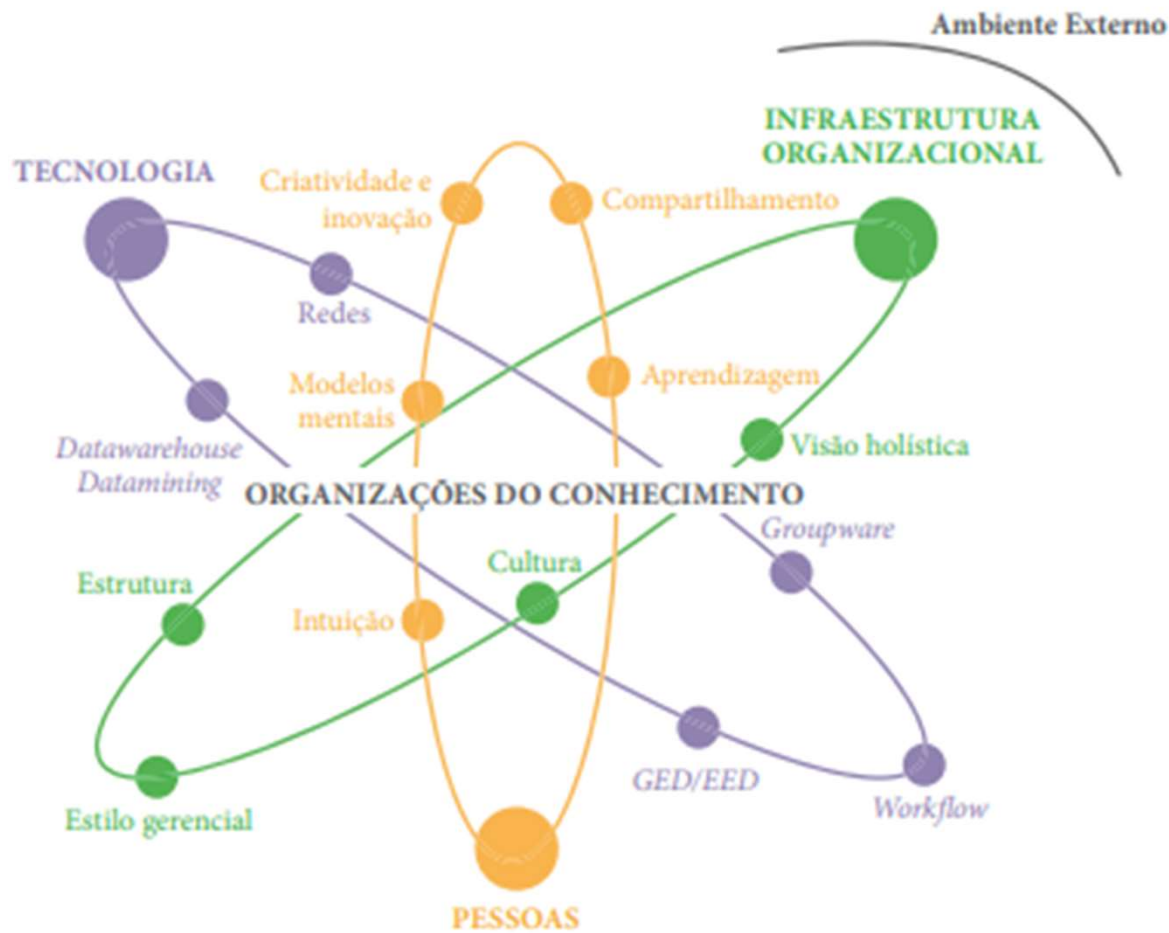 Ambiente Externo
INFRAESTRUTURA
ORGANIZACIONAL
TECNOLOGIA
Criatividade e
inovação
Compartilhamento
Redes
Modelos
mentais
Aprendizagem
Datawarehouse
Datamining
Visão holística
ORGANIZAÇÕES DO CONHECIMENTO
Groupware
Cultura
Estrutura
Intuição
GED/EED
Workflow
Estilo gerencial
PESSOAS